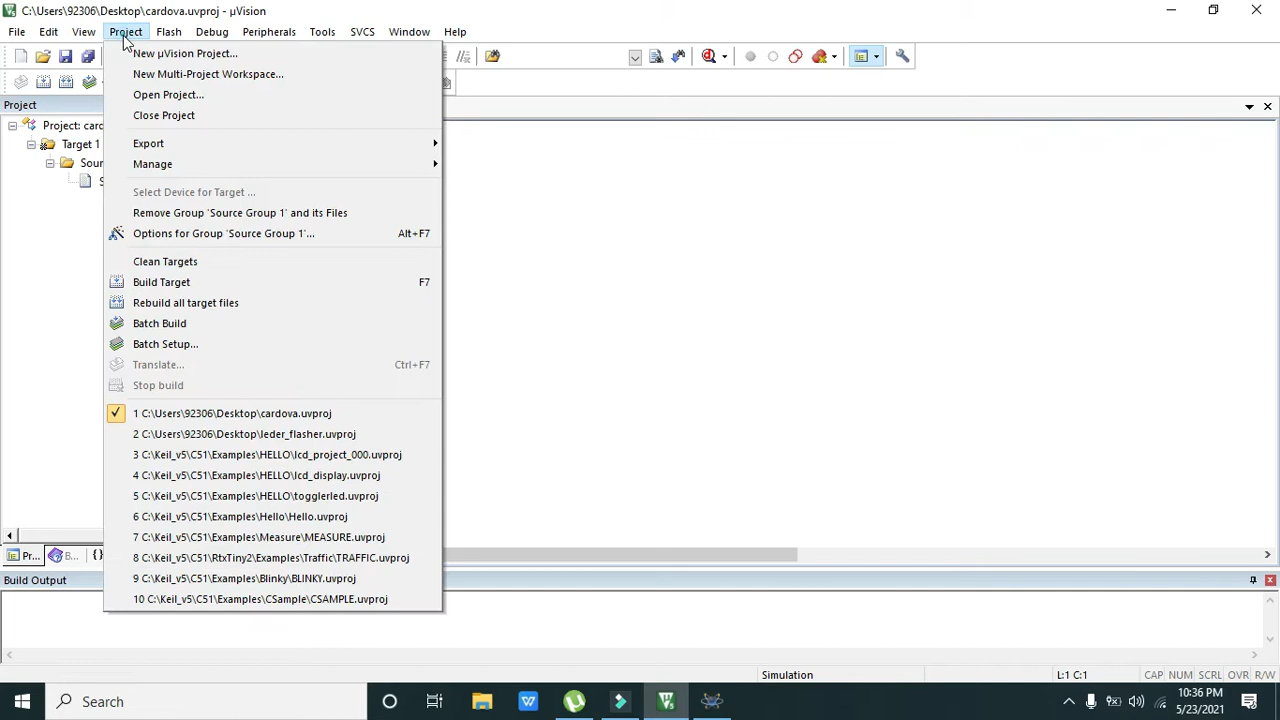 C:\Users\92306\Desktop\cardova.uvproj - µVision
File Edit View Project Flash Debug Peripherals Tools SVCS Window Help
New µVision Project...
New Multi-Project Workspace...
Project
Open Project...
Close Project
Project: card
Target 1
Export
Sour
Manage
S
Select Device for Target ...
Remove Group 'Source Group 1' and its Files
Options for Group 'Source Group 1'... Alt+F7
Clean Targets
Build Target F7
Rebuild all target files
Batch Build
Batch Setup...
Translate... Ctrl+F7
Stop build
1 C:\Users\92306\Desktop\cardova.uvproj
2 C:\Users\92306\Desktop\leder_flasher.uvproj
3 C:\Keil_v5\C51\Examples\HELLO\lcd_project_000.uvproj
4 C:\Keil_v5\C51\Examples\HELLO\lcd_display.uvproj
5 C:\Keil_v5\C51\Examples\HELLO\togglerled.uvproj
6 C:\Keil_v5\C51\Examples\Hello\Hello.uvproj
7 C:\Keil_v5\C51\Examples\Measure\MEASURE.uvproj
8 C:\Keil_v5\C51\RtxTiny2\Examples\Traffic\TRAFFIC.uvproj
9 C:\Keil_v5\C51\Examples\Blinky\BLINKY.uvproj
10 C:\Keil_v5\C51\Examples\CSample\CSAMPLE.uvproj
Pr... B... {}
Build Output
Simulation L:1 C:1 CAP NUM SCRL OVR R/W
Search
10:36 PM
5/23/2021